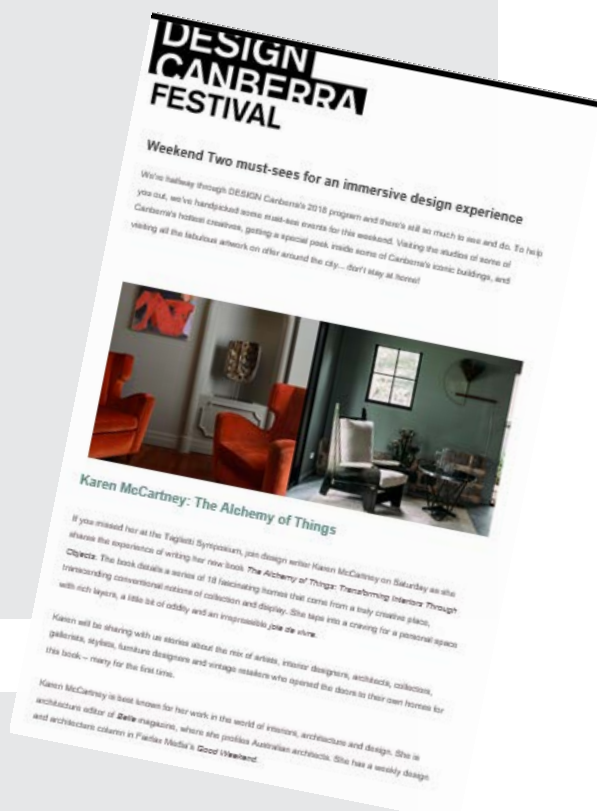 DESIGN
CANBERRA
FESTIVAL
Weekend Two must-sees for an immersive design experience
We're halfway through DESIGN Canberra's 2018 program and there's still so much to see and do. To help
you out, we've handpicked some must-see events for this weekend. Visiting the studios of some of
Canberra's hottest creatives, getting a special peek inside some of Canberra's iconic buildings, and
visiting all the fabulous artwork on offer around the city... don't stay at home!
Karen McCartney: The Alchemy of Things
If you missed her at the Taglietti Symposium, join design writer Karen McCartney on Saturday as she
shares the experience of writing her new book The Alchemy of Things: Transforming Interiors Through
Objects. The book details a series of 18 fascinating homes that come from a truly creative place,
transcending conventional notions of collection and display. She taps into a craving for a personal space
with rich layers, a little bit of oddity and an irrepressible joie de vivre.
Karen will be sharing with us stories about the mix of artists, interior designers, architects, collectors,
gallerists, stylists, furniture designers and vintage retailers who opened the doors to their own homes for
this book – many for the first time.
Karen McCartney is best known for her work in the world of interiors, architecture and design. She is
architecture editor of Belle magazine, where she profiles Australian architects. She has a weekly design
and architecture column in Fairfax Media's Good Weekend.